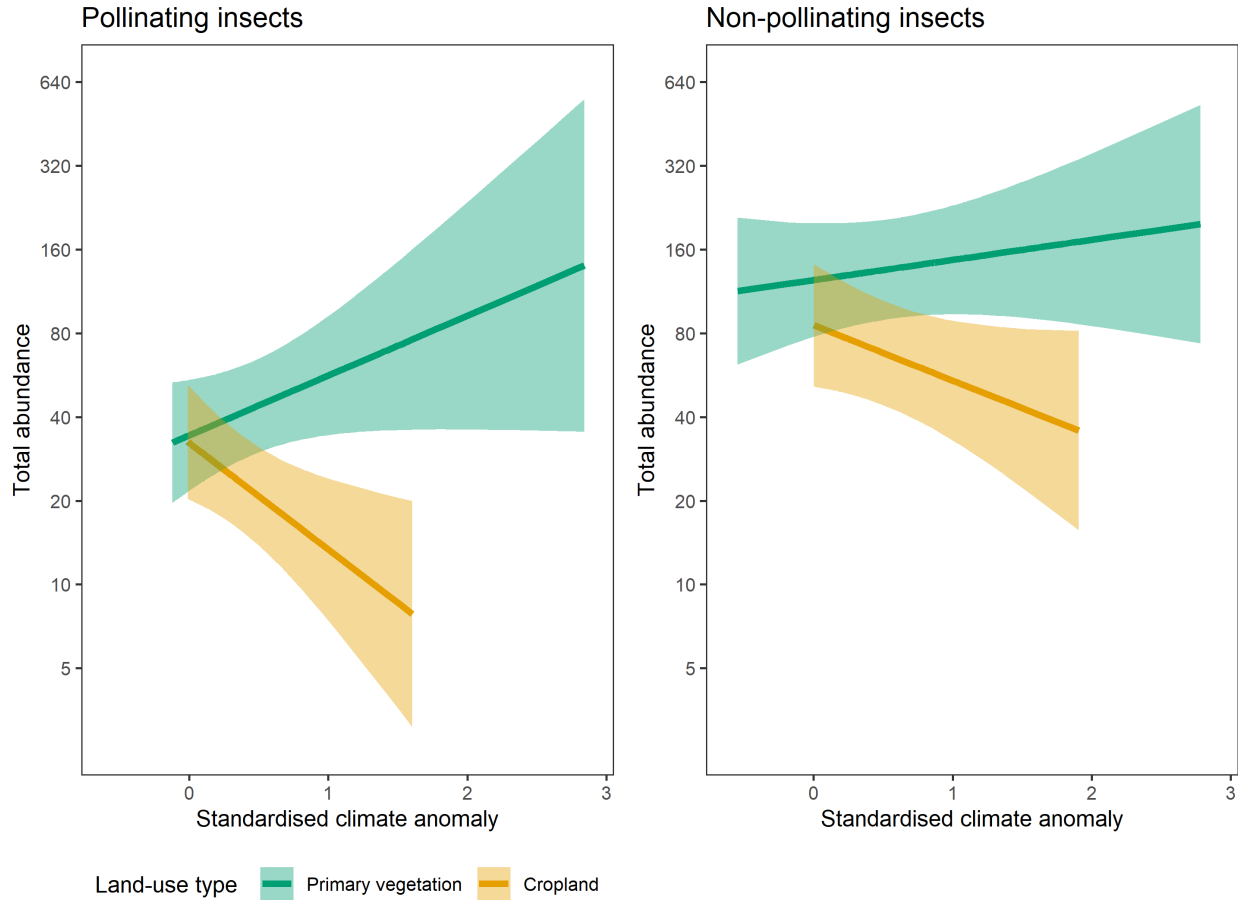 Pollinating insects
Non-pollinating insects
640
320
160
80
40
20
10
5
Total abundance
0 1 2 3
Standardised climate anomaly
640
320
160
80
40
20
10
5
Total abundance
0 1 2 3
Standardised climate anomaly
Land-use type Primary vegetation Cropland